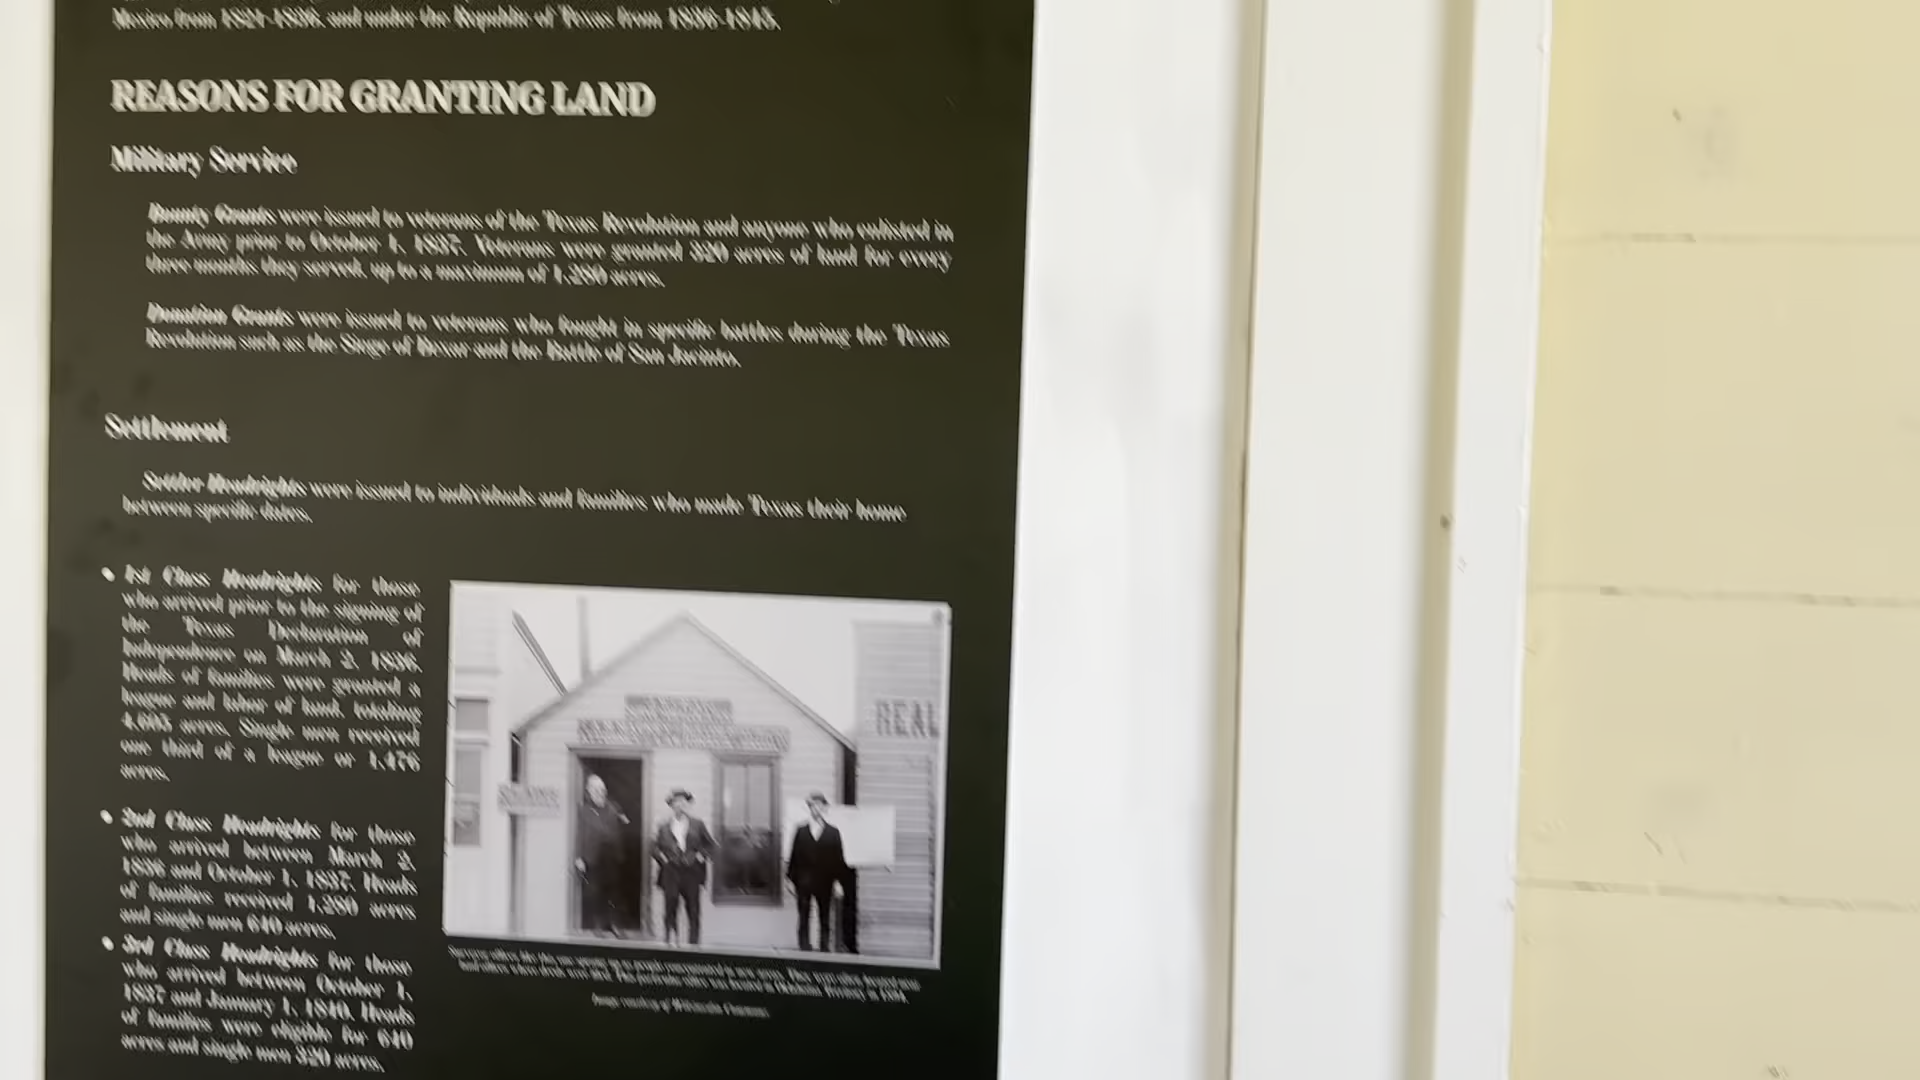 Mexico from 1821-1836, and under the Republic of Texas from 1836-1845.
REASONS FOR GRANTING LAND
Military Service
Bounty Grants were issued to veterans of the Texas Revolution and anyone who enlisted in
the Army prior to October 1, 1837. Veterans were granted 320 acres of land for every
three months they served, up to a maximum of 1,280 acres.
Donation Grants were issued to veterans who fought in specific battles during the Texas
Revolution such as the Siege of Bexar and the Battle of San Jacinto.
Settlement
Settler Headrights were issued to individuals and families who made Texas their home
between specific dates.
• 1st Class Headrights for those
who arrived prior to the signing of
the Texas Declaration of
Independence on March 2, 1836.
Heads of families were granted a
league and labor of land, totaling
4,605 acres. Single men received
one third of a league or 1,476
acres.
• 2nd Class Headrights for those
who arrived between March 2,
1836 and October 1, 1837. Heads
of families received 1,280 acres
and single men 640 acres.
• 3rd Class Headrights for those
who arrived between October 1,
1837 and January 1, 1840. Heads
of families were eligible for 640
acres and single men 320 acres.
REAL